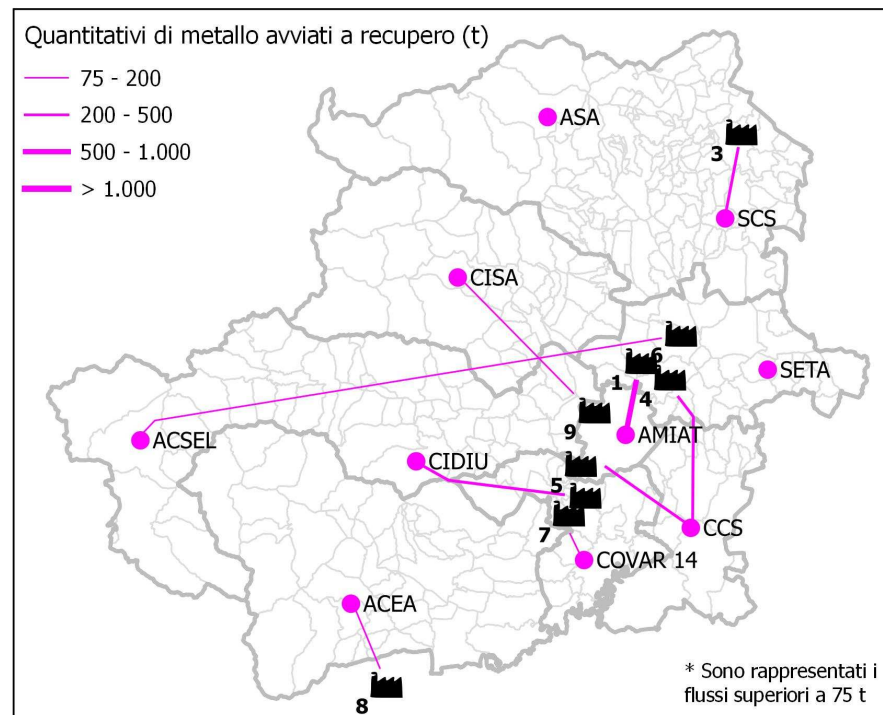 Quantitativi di metallo avviati a recupero (t)
75 - 200
200 - 500
500 - 1.000
> 1.000
ASA
3
SCS
CISA
6
SETA
1
4
9
AMIAT
ACSEL
CIDIU
5
7
CCS
COVAR 14
ACEA
8
* Sono rappresentati i
flussi superiori a 75 t